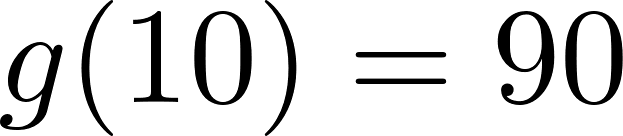 g(10) = 90